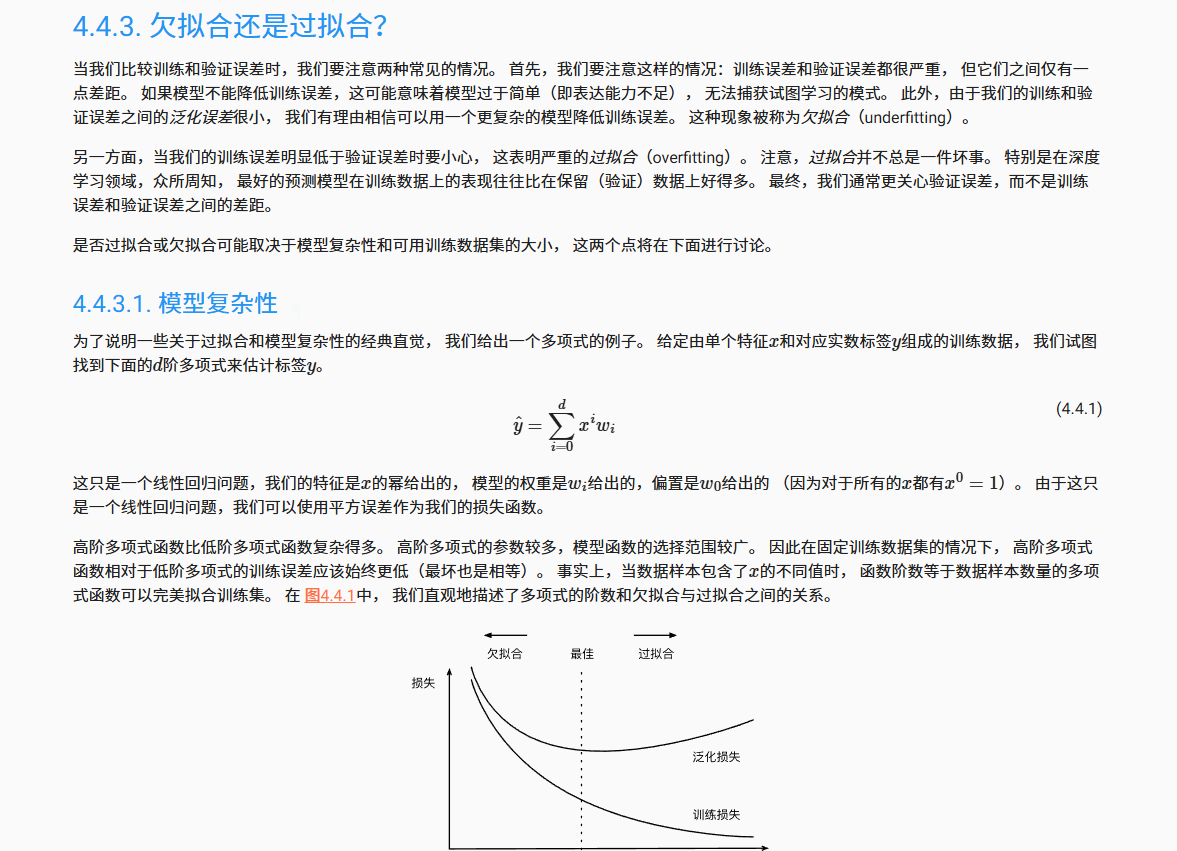 4.4.3. 欠拟合还是过拟合？
当我们比较训练和验证误差时，我们要注意两种常见的情况。 首先，我们要注意这样的情况：训练误差和验证误差都很严重， 但它们之间仅有一
点差距。 如果模型不能降低训练误差，这可能意味着模型过于简单（即表达能力不足）， 无法捕获试图学习的模式。 此外，由于我们的训练和验
证误差之间的泛化误差很小， 我们有理由相信可以用一个更复杂的模型降低训练误差。 这种现象被称为欠拟合（underfitting）。
另一方面，当我们的训练误差明显低于验证误差时要小心， 这表明严重的过拟合（overfitting）。 注意，过拟合并不总是一件坏事。 特别是在深度
学习领域，众所周知， 最好的预测模型在训练数据上的表现往往比在保留（验证）数据上好得多。 最终，我们通常更关心验证误差，而不是训练
误差和验证误差之间的差距。
是否过拟合或欠拟合可能取决于模型复杂性和可用训练数据集的大小， 这两个点将在下面进行讨论。
4.4.3.1. 模型复杂性
为了说明一些关于过拟合和模型复杂性的经典直觉， 我们给出一个多项式的例子。 给定由单个特征x和对应实数标签y组成的训练数据， 我们试图
找到下面的d阶多项式来估计标签y。
ŷ = ∑_{i=0}^{d} x^i w_i (4.4.1)
这只是一个线性回归问题，我们的特征是x的幂给出的， 模型的权重是w_i给出的，偏置是w_0给出的 （因为对于所有的x都有x^0 = 1）。 由于这只
是一个线性回归问题，我们可以使用平方误差作为我们的损失函数。
高阶多项式函数比低阶多项式函数复杂得多。 高阶多项式的参数较多，模型函数的选择范围较广。 因此在固定训练数据集的情况下， 高阶多项式
函数相对于低阶多项式的训练误差应该始终更低（最坏也是相等）。 事实上，当数据样本包含了x的不同值时， 函数阶数等于数据样本数量的多项
式函数可以完美拟合训练集。 在 图4.4.1中， 我们直观地描述了多项式的阶数和欠拟合与过拟合之间的关系。
欠拟合 最佳 过拟合
损失
泛化损失
训练损失